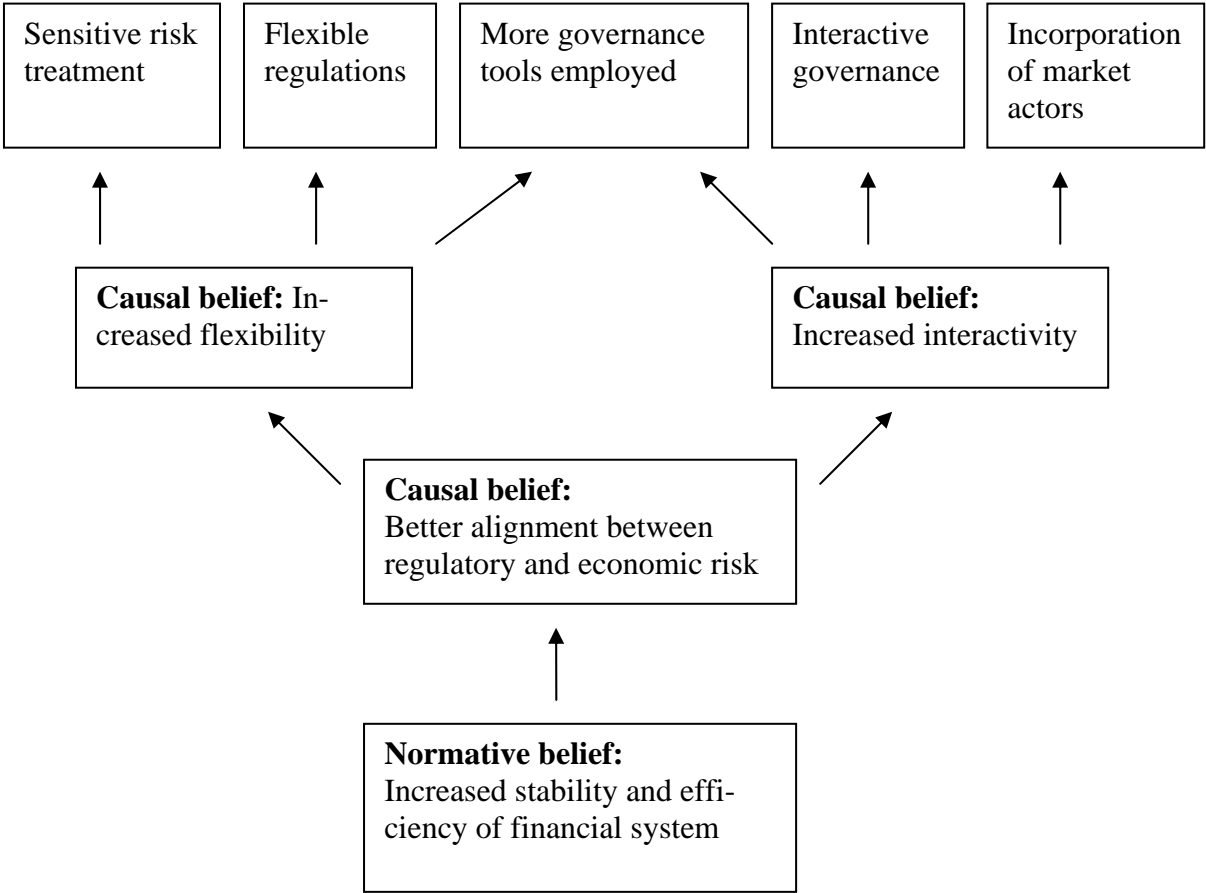 Sensitive risk
treatment
Flexible
regulations
More governance
tools employed
Interactive
governance
Incorporation
of market
actors
Causal belief: In-
creased flexibility
Causal belief:
Increased interactivity
Causal belief:
Better alignment between
regulatory and economic risk
Normative belief:
Increased stability and effi-
ciency of financial system